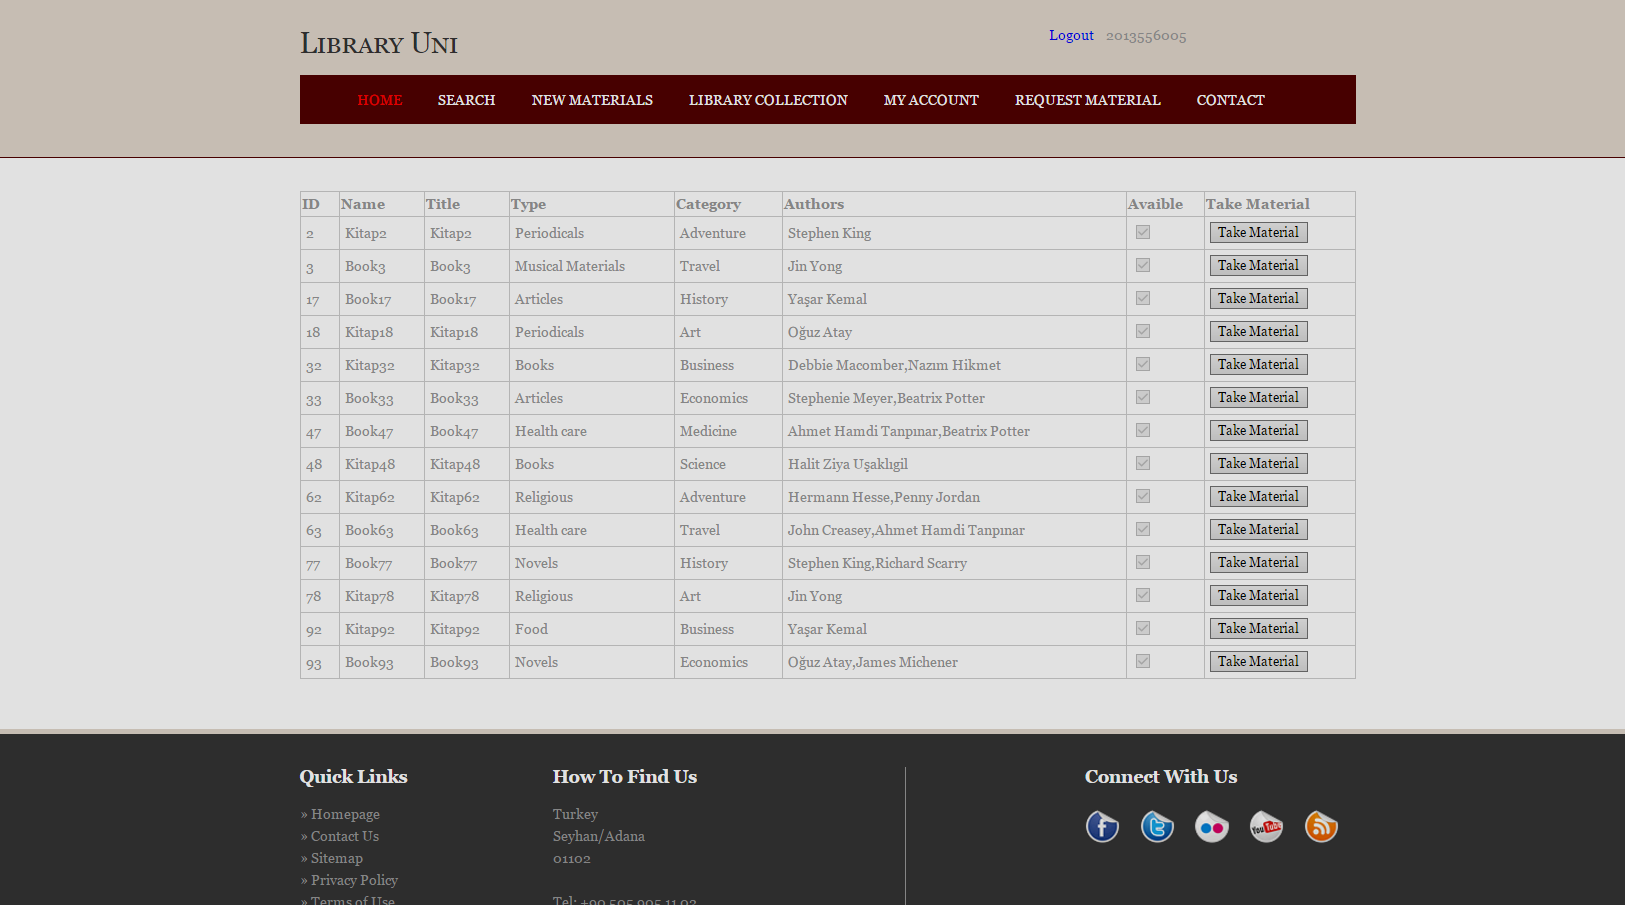 Library Uni
Logout 2013556005
HOME SEARCH NEW MATERIALS LIBRARY COLLECTION MY ACCOUNT REQUEST MATERIAL CONTACT
ID Name Title Type Category Authors Avaible Take Material
2 Kitap2 Kitap2 Periodicals Adventure Stephen King Take Material
3 Book3 Book3 Musical Materials Travel Jin Yong Take Material
17 Book17 Book17 Articles History Yaşar Kemal Take Material
18 Kitap18 Kitap18 Periodicals Art Oğuz Atay Take Material
32 Kitap32 Kitap32 Books Business Debbie Macomber,Nazım Hikmet Take Material
33 Book33 Book33 Articles Economics Stephenie Meyer,Beatrix Potter Take Material
47 Book47 Book47 Health care Medicine Ahmet Hamdi Tanpınar,Beatrix Potter Take Material
48 Kitap48 Kitap48 Books Science Halit Ziya Uşaklıgil Take Material
62 Kitap62 Kitap62 Religious Adventure Hermann Hesse,Penny Jordan Take Material
63 Book63 Book63 Health care Travel John Creasey,Ahmet Hamdi Tanpınar Take Material
77 Book77 Book77 Novels History Stephen King,Richard Scarry Take Material
78 Kitap78 Kitap78 Religious Art Jin Yong Take Material
92 Kitap92 Kitap92 Food Business Yaşar Kemal Take Material
93 Book93 Book93 Novels Economics Oğuz Atay,James Michener Take Material
Quick Links
» Homepage
» Contact Us
» Sitemap
» Privacy Policy
» Terms of Use
How To Find Us
Turkey
Seyhan/Adana
01102
Tel: +90 505 905 11 02
Connect With Us
You Tube